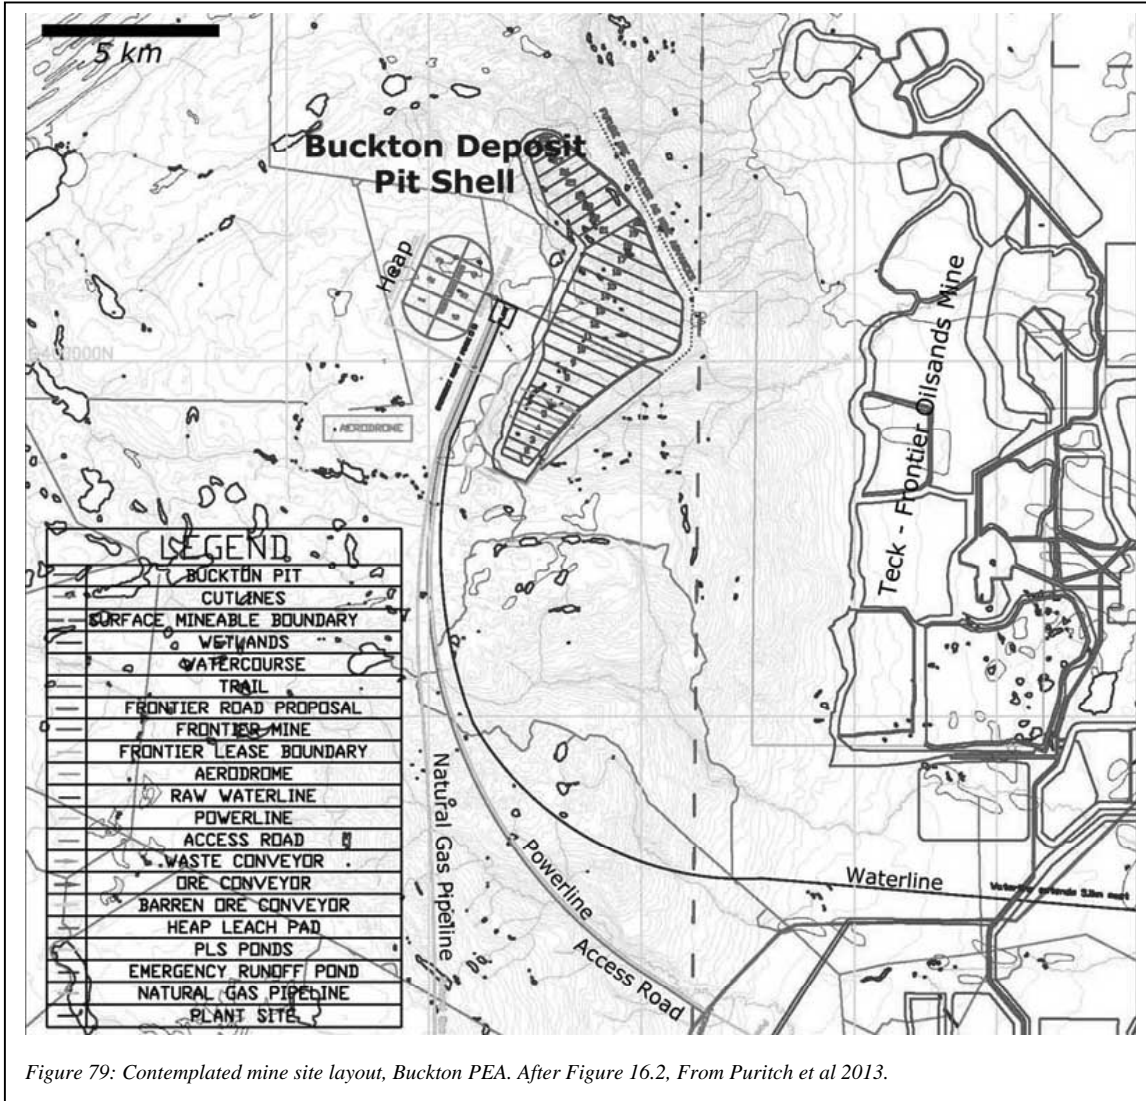 5 km
Buckton Deposit
Pit Shell
Heap
6400000N
AERODROME
Teck - Frontier Oilsands Mine
LEGEND
BUCKTON PIT
CUTLINES
SURFACE MINEABLE BOUNDARY
WETLANDS
WATERCOURSE
TRAIL
FRONTIER ROAD PROPOSAL
FRONTIER MINE
FRONTIER LEASE BOUNDARY
AERODROME
RAW WATERLINE
POWERLINE
ACCESS ROAD
WASTE CONVEYOR
ORE CONVEYOR
BARREN ORE CONVEYOR
HEAP LEACH PAD
PLS PONDS
EMERGENCY RUNOFF POND
NATURAL GAS PIPELINE
PLANT SITE
Natural Gas Pipeline
Powerline
Access Road
Waterline
Figure 79: Contemplated mine site layout, Buckton PEA. After Figure 16.2, From Puritch et al 2013.